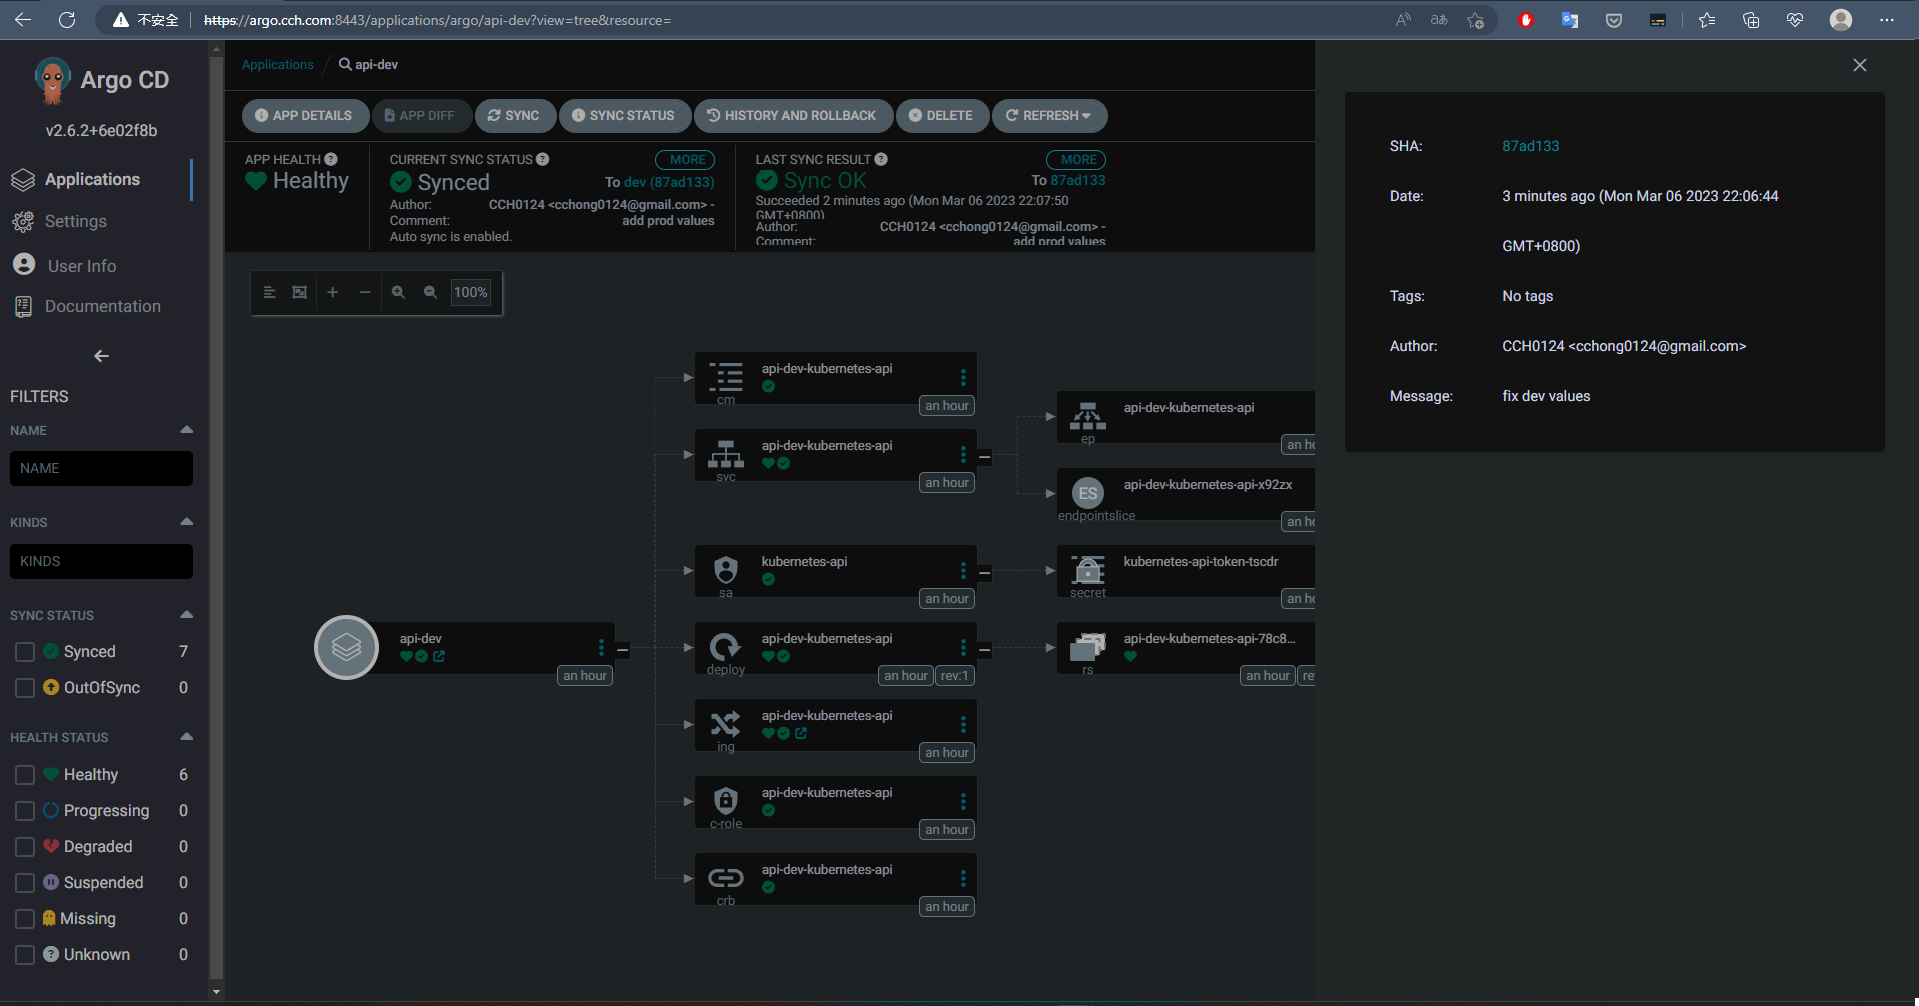 不安全
https://argo.cch.com:8443/applications/argo/api-dev?view=tree&resource=
Argo CD
v2.6.2+6e02f8b
Applications
Settings
User Info
Documentation
FILTERS
NAME
NAME
KINDS
KINDS
SYNC STATUS
Synced 7
OutOfSync 0
HEALTH STATUS
Healthy 6
Progressing 0
Degraded 0
Suspended 0
Missing 0
Unknown 0
Applications / api-dev
APP DETAILS APP DIFF SYNC SYNC STATUS HISTORY AND ROLLBACK DELETE REFRESH
APP HEALTH
Healthy
CURRENT SYNC STATUS MORE
Synced To dev (87ad133)
Author: CCH0124 <cchong0124@gmail.com> -
Comment: add prod values
Auto sync is enabled.
LAST SYNC RESULT MORE
Sync OK To 87ad133
Succeeded 2 minutes ago (Mon Mar 06 2023 22:07:50
GMT+0800)
Author: CCH0124 <cchong0124@gmail.com> -
Comment: add prod values
100%
api-dev
an hour
api-dev-kubernetes-api
cm
an hour
api-dev-kubernetes-api
svc
an hour
kubernetes-api
sa
an hour
api-dev-kubernetes-api
deploy
an hour rev:1
api-dev-kubernetes-api
ing
an hour
api-dev-kubernetes-api
c-role
an hour
api-dev-kubernetes-api
crb
an hour
api-dev-kubernetes-api
ep
an ho
ES
api-dev-kubernetes-api-x92zx
endpointslice
an ho
kubernetes-api-token-tscdr
secret
an ho
api-dev-kubernetes-api-78c8...
rs
an hour re
SHA: 87ad133
Date: 3 minutes ago (Mon Mar 06 2023 22:06:44
GMT+0800)
Tags: No tags
Author: CCH0124 <cchong0124@gmail.com>
Message: fix dev values